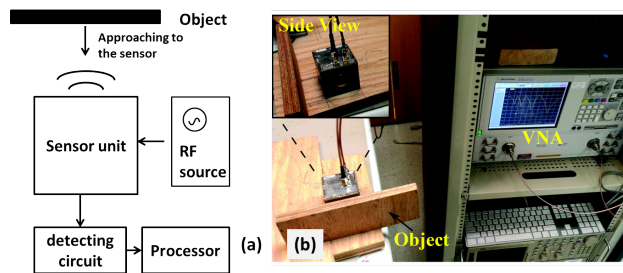 Object
Approaching to
the sensor
Sensor unit
RF
source
detecting
circuit
Processor
(a)
Side View
VNA
Object
(b)